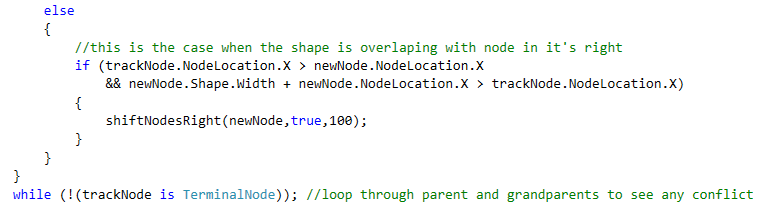 else
{
//this is the case when the shape is overlaping with node in it's right
if (trackNode.NodeLocation.X > newNode.NodeLocation.X
&& newNode.Shape.Width + newNode.NodeLocation.X > trackNode.NodeLocation.X)
{
shiftNodesRight(newNode,true,100);
}
}
}
while (!(trackNode is TerminalNode)); //loop through parent and grandparents to see any conflict